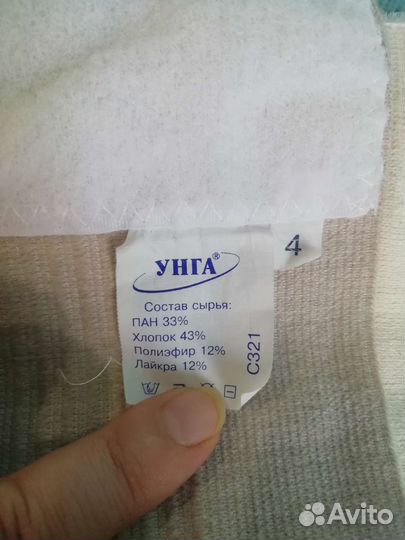 4
УНГА®
Состав сырья:
ПАН 33%
Хлопок 43%
Полиэфир 12%
Лайкра 12%
С321
Avito